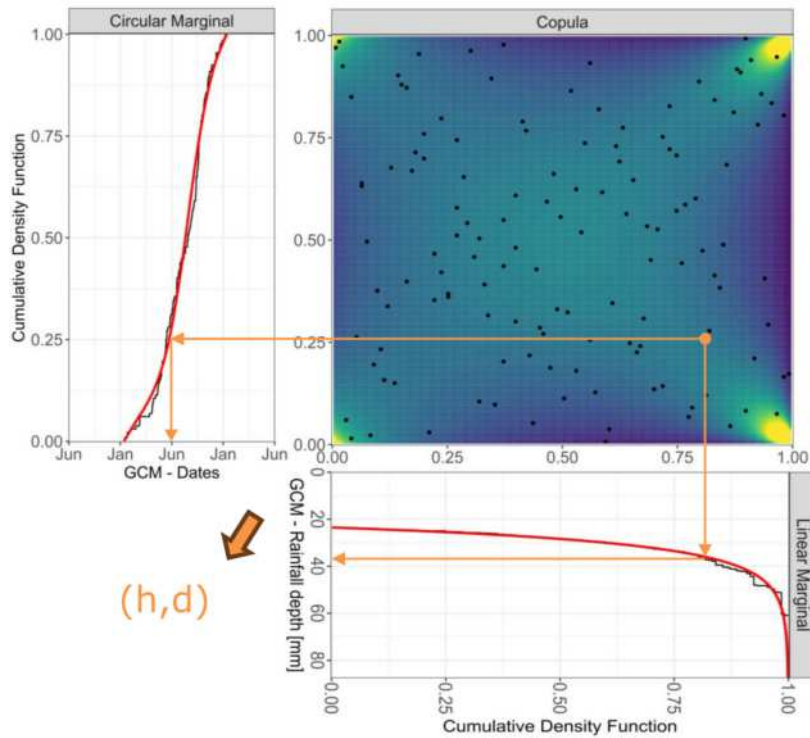 Circular Marginal
Copula
Cumulative Density Function
1.00
0.75
0.50
0.25
0.00
Jun
Jan
Jun
Jan
Jun
GCM - Dates
1.00
0.75
0.50
0.25
0.00
0.00
0.25
0.50
0.75
1.00
(h,d)
GCM - Rainfall depth [mm]
0
20
40
60
80
Linear Marginal
0.00
0.25
0.50
0.75
1.00
Cumulative Density Function